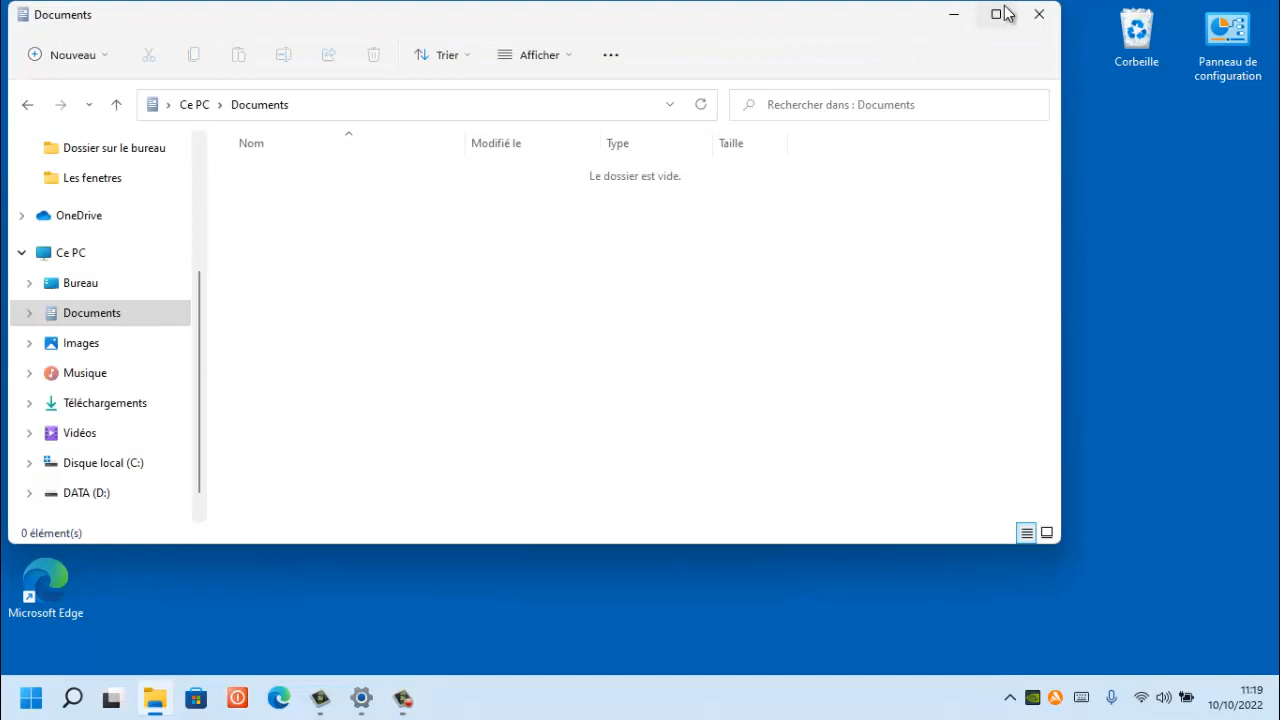 Documents
Corbeille
Panneau de
configuration
Nouveau
Trier
Afficher
Ce PC
Documents
Rechercher dans : Documents
Nom
Modifié le
Type
Taille
Le dossier est vide.
Dossier sur le bureau
Les fenetres
OneDrive
Ce PC
Bureau
Documents
Images
Musique
Téléchargements
Vidéos
Disque local (C:)
DATA (D:)
0 élément(s)
Microsoft Edge
11:19
10/10/2022